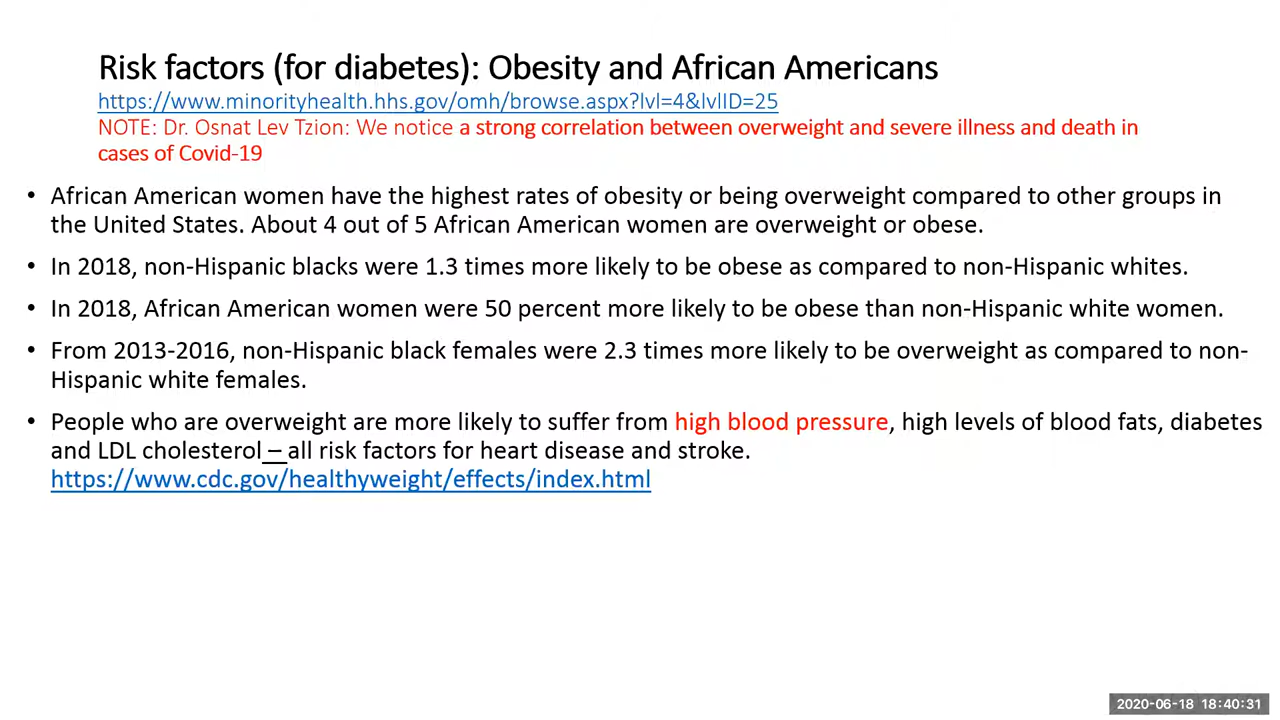 Risk factors (for diabetes): Obesity and African Americans
https://www.minorityhealth.hhs.gov/omh/browse.aspx?lvl=4&lvlID=25
NOTE: Dr. Osnat Lev Tzion: We notice a strong correlation between overweight and severe illness and death in
cases of Covid-19
• African American women have the highest rates of obesity or being overweight compared to other groups in
the United States. About 4 out of 5 African American women are overweight or obese.
• In 2018, non-Hispanic blacks were 1.3 times more likely to be obese as compared to non-Hispanic whites.
• In 2018, African American women were 50 percent more likely to be obese than non-Hispanic white women.
• From 2013-2016, non-Hispanic black females were 2.3 times more likely to be overweight as compared to non-
Hispanic white females.
• People who are overweight are more likely to suffer from high blood pressure, high levels of blood fats, diabetes
and LDL cholesterol – all risk factors for heart disease and stroke.
https://www.cdc.gov/healthyweight/effects/index.html
2020-06-18 18:40:31